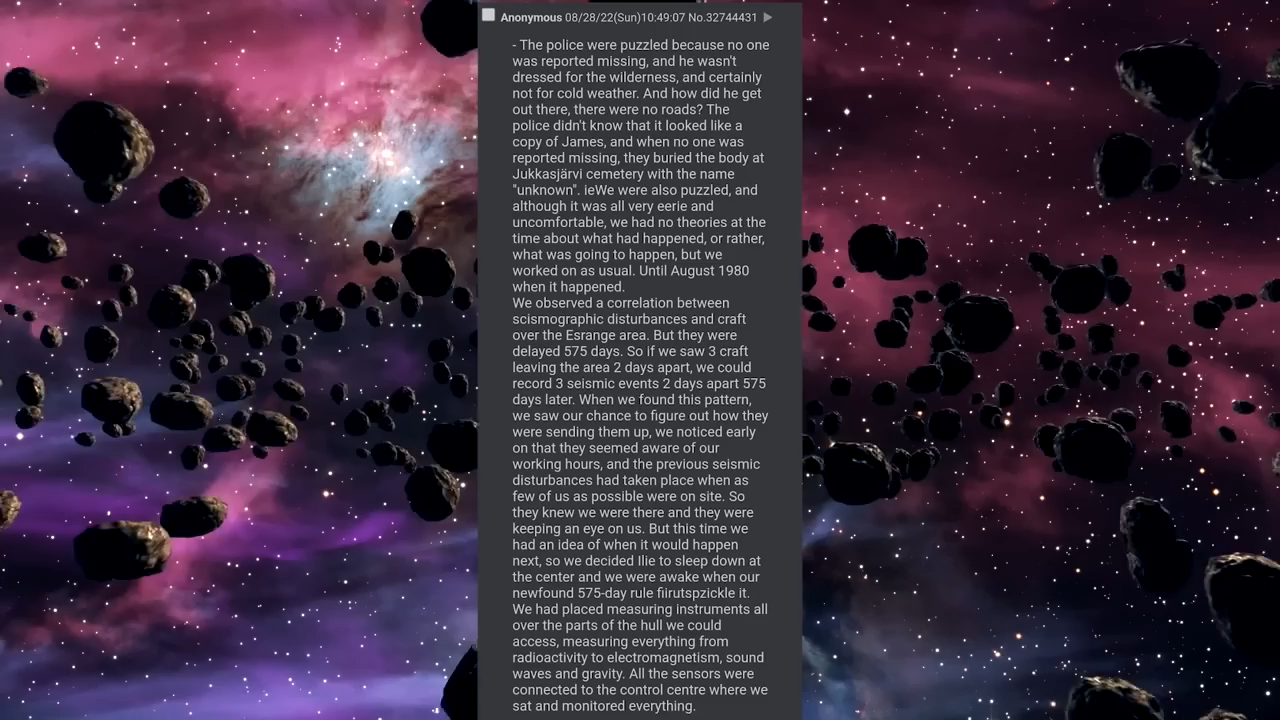 Anonymous 08/28/22(Sun)10:49:07 No.32744431 ▶
- The police were puzzled because no one
was reported missing, and he wasn't
dressed for the wilderness, and certainly
not for cold weather. And how did he get
out there, there were no roads? The
police didn't know that it looked like a
copy of James, and when no one was
reported missing, they buried the body at
Jukkasjärvi cemetery with the name
"unknown". ieWe were also puzzled, and
although it was all very eerie and
uncomfortable, we had no theories at the
time about what had happened, or rather,
what was going to happen, but we
worked on as usual. Until August 1980
when it happened.
We observed a correlation between
scismographic disturbances and craft
over the Esrange area. But they were
delayed 575 days. So if we saw 3 craft
leaving the area 2 days apart, we could
record 3 seismic events 2 days apart 575
days later. When we found this pattern,
we saw our chance to figure out how they
were sending them up, we noticed early
on that they seemed aware of our
working hours, and the previous seismic
disturbances had taken place when as
few of us as possible were on site. So
they knew we were there and they were
keeping an eye on us. But this time we
had an idea of when it would happen
next, so we decided llie to sleep down at
the center and we were awake when our
newfound 575-day rule fiirutspzickle it.
We had placed measuring instruments all
over the parts of the hull we could
access, measuring everything from
radioactivity to electromagnetism, sound
waves and gravity. All the sensors were
connected to the control centre where we
sat and monitored everything.